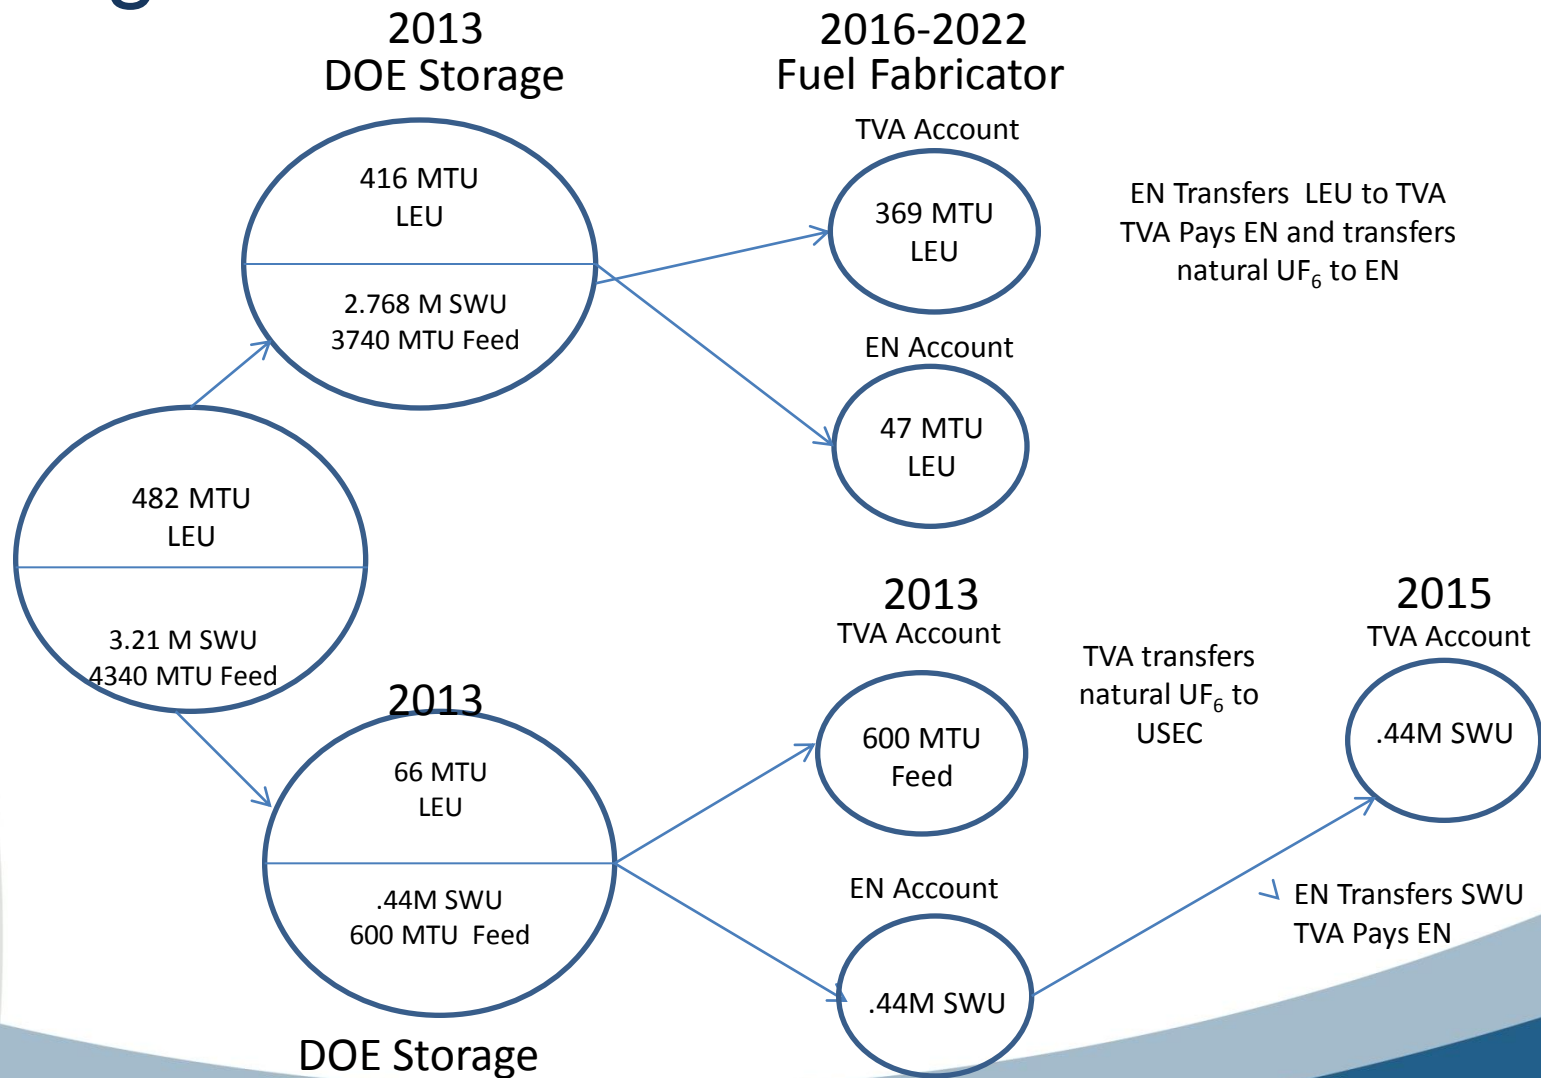 2013
DOE Storage
2016-2022
Fuel Fabricator
TVA Account
416 MTU
LEU
2.768 M SWU
3740 MTU Feed
369 MTU
LEU
EN Transfers LEU to TVA
TVA Pays EN and transfers
natural UF₆ to EN
EN Account
47 MTU
LEU
482 MTU
LEU
3.21 M SWU
4340 MTU Feed
2013
66 MTU
LEU
.44M SWU
600 MTU Feed
DOE Storage
2013
TVA Account
600 MTU
Feed
TVA transfers
natural UF₆ to
USEC
EN Account
.44M SWU
2015
TVA Account
.44M SWU
EN Transfers SWU
TVA Pays EN